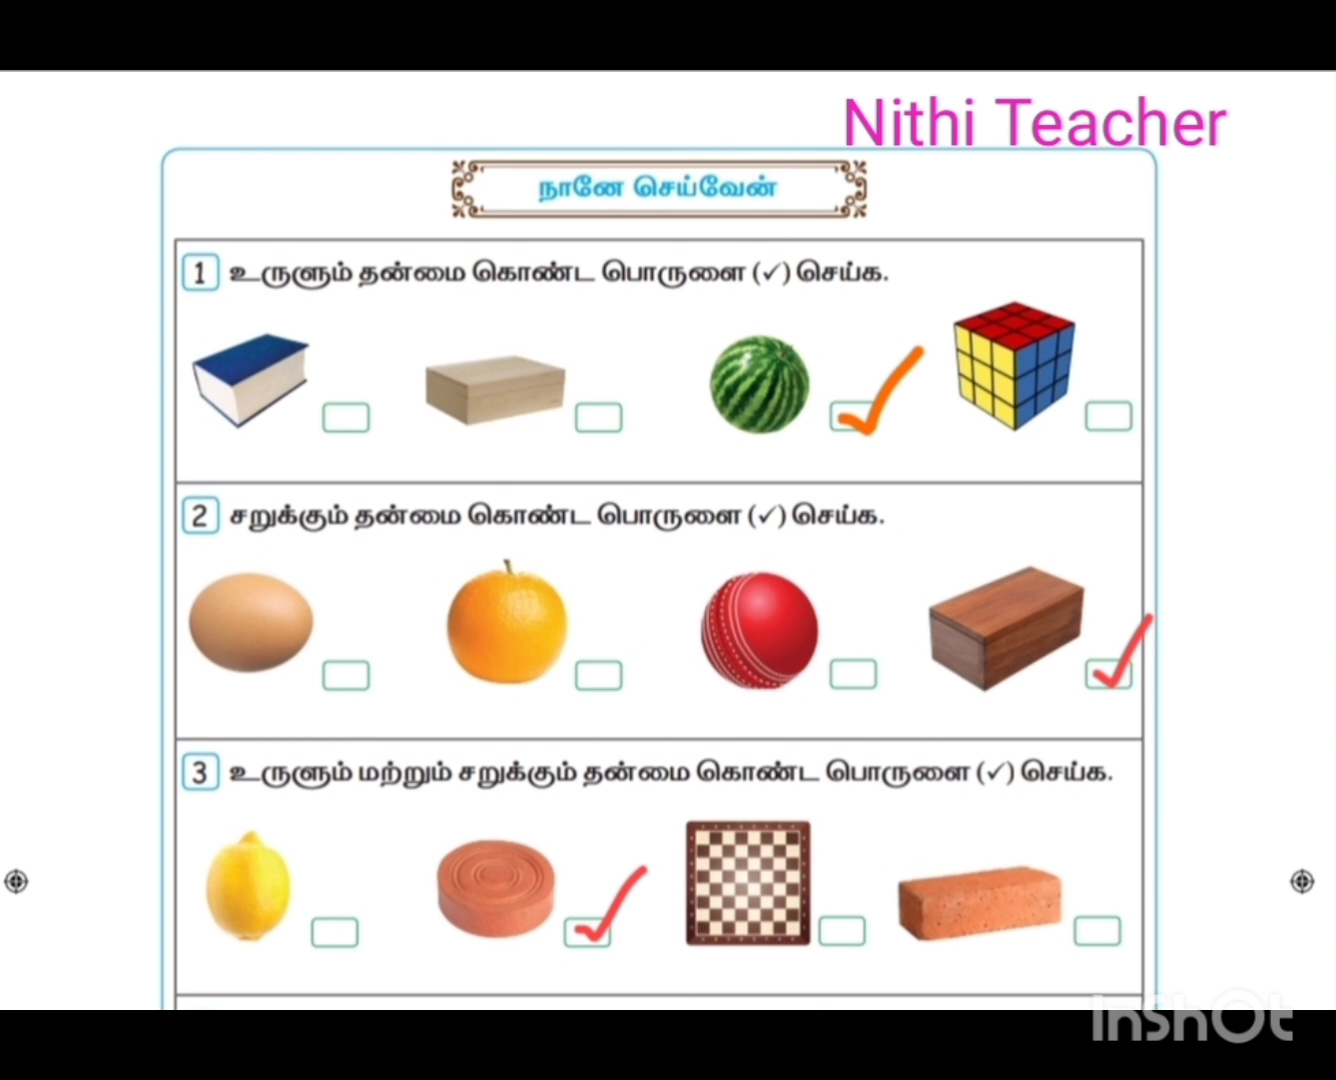 Nithi Teacher
நானே செய்வேன்
1 உருளும் தன்மை கொண்ட பொருளை (✓) செய்க.
2 சறுக்கும் தன்மை கொண்ட பொருளை (✓) செய்க.
3 உருளும் மற்றும் சறுக்கும் தன்மை கொண்ட பொருளை (✓) செய்க.
InShOt